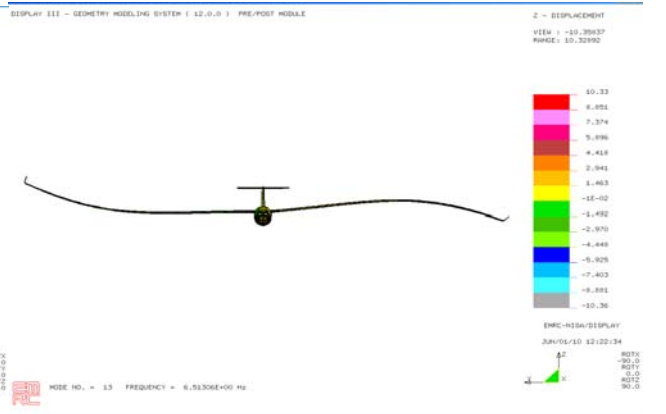 DISPLAY III - GEOMETRY MODELING SYSTEM ( 12.0.0 ) PRE/POST MODULE
Z - DISPLACEMENT
VIEW : -10.35837
RANGE: 10.32892
10.33
8.851
7.374
5.896
4.418
2.941
1.463
-1E-02
-1.492
-2.970
-4.448
-5.925
-7.403
-8.881
-10.36
EMRC-NISA/DISPLAY
JUN/01/10 12:22:34
Z
Y
X
ROTX
-90.0
ROTY
0.0
ROTZ
90.0
MODE NO. = 13 FREQUENCY = 6.51306E+00 Hz